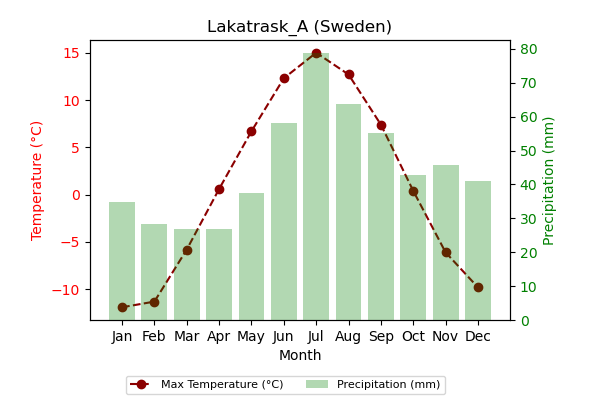 Lakatrask_A (Sweden)
Temperature (°C)
15
10
5
0
−5
−10
80
70
60
50
40
30
20
10
0
Precipitation (mm)
Jan Feb Mar Apr May Jun Jul Aug Sep Oct Nov Dec
Month
Max Temperature (°C) Precipitation (mm)